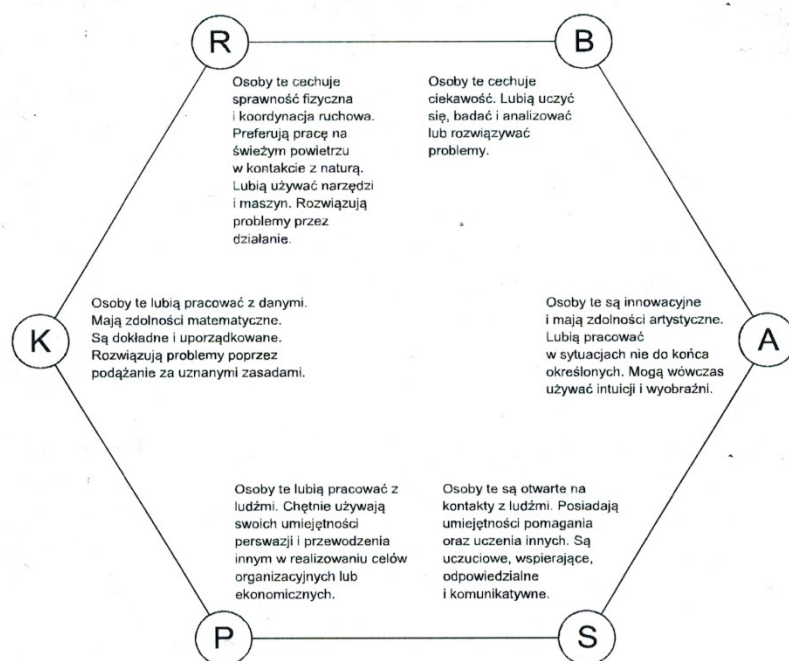 R
B
Osoby te cechuje
sprawność fizyczna
i koordynacja ruchowa.
Preferują pracę na
świeżym powietrzu
w kontakcie z naturą.
Lubią używać narzędzi
i maszyn. Rozwiązują
problemy przez
działanie.
Osoby te cechuje
ciekawość. Lubią uczyć
się, badać i analizować
lub rozwiązywać
problemy.
K
Osoby te lubią pracować z danymi.
Mają zdolności matematyczne.
Są dokładne i uporządkowane.
Rozwiązują problemy poprzez
podążanie za uznanymi zasadami.
Osoby te są innowacyjne
i mają zdolności artystyczne.
Lubią pracować
w sytuacjach nie do końca
określonych. Mogą wówczas
używać intuicji i wyobraźni.
A
Osoby te lubią pracować z
ludźmi. Chętnie używają
swoich umiejętności
perswazji i przewodzenia
innym w realizowaniu celów
organizacyjnych lub
ekonomicznych.
Osoby te są otwarte na
kontakty z ludźmi. Posiadają
umiejętności pomagania
oraz uczenia innych. Są
uczuciowe, wspierające,
odpowiedzialne
i komunikatywne.
P
S